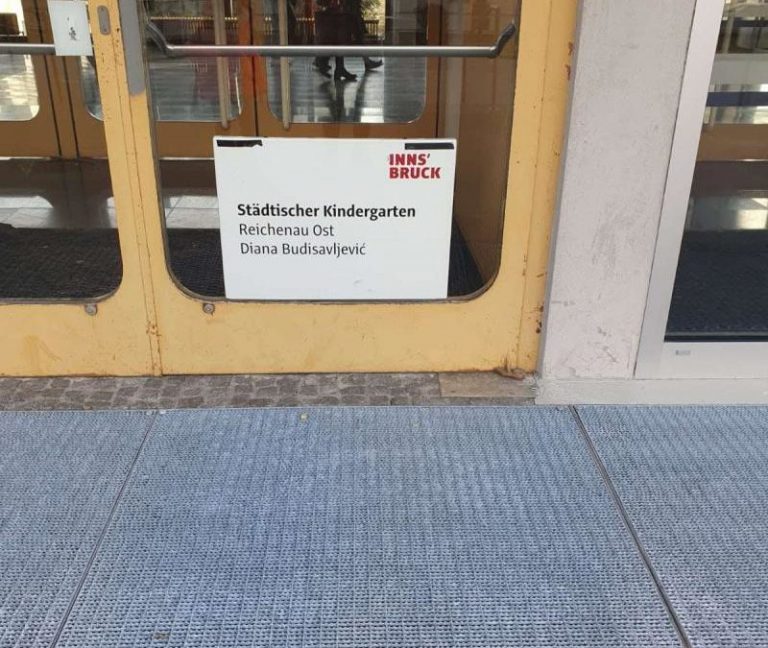 INNS'
BRUCK
Städtischer Kindergarten
Reichenau Ost
Diana Budisavljević